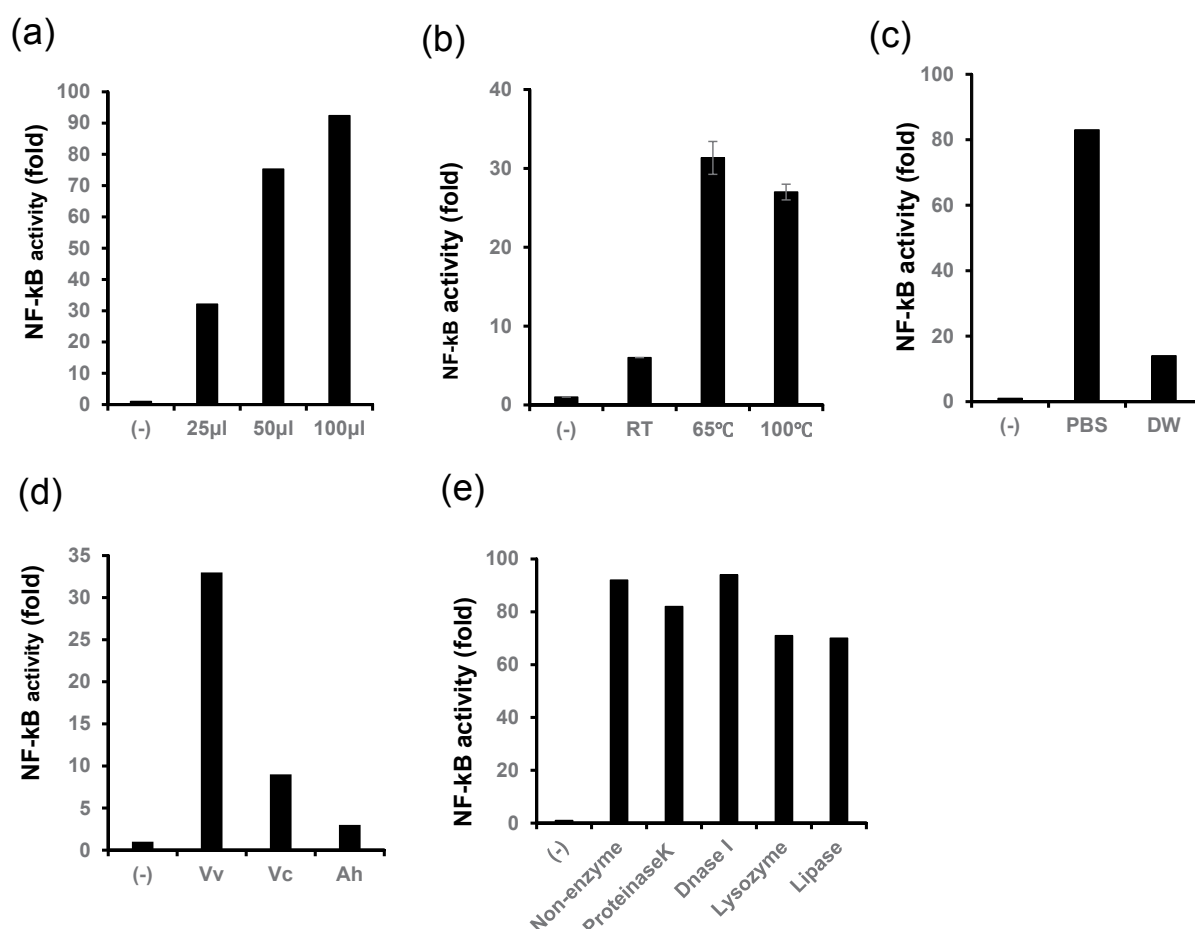 (a)
NF-kB activity (fold)
100
90
80
70
60
50
40
30
20
10
0
(-) 25µl 50µl 100µl
(b)
NF-kB activity (fold)
40
30
20
10
0
(-) RT 65℃ 100℃
(c)
NF-kB activity (fold)
100
80
60
40
20
0
(-) PBS DW
(d)
NF-kB activity (fold)
35
30
25
20
15
10
5
0
(-) Vv Vc Ah
(e)
NF-kB activity (fold)
100
80
60
40
20
0
(-)
Non-enzyme
ProteinaseK
Dnase I
Lysozyme
Lipase